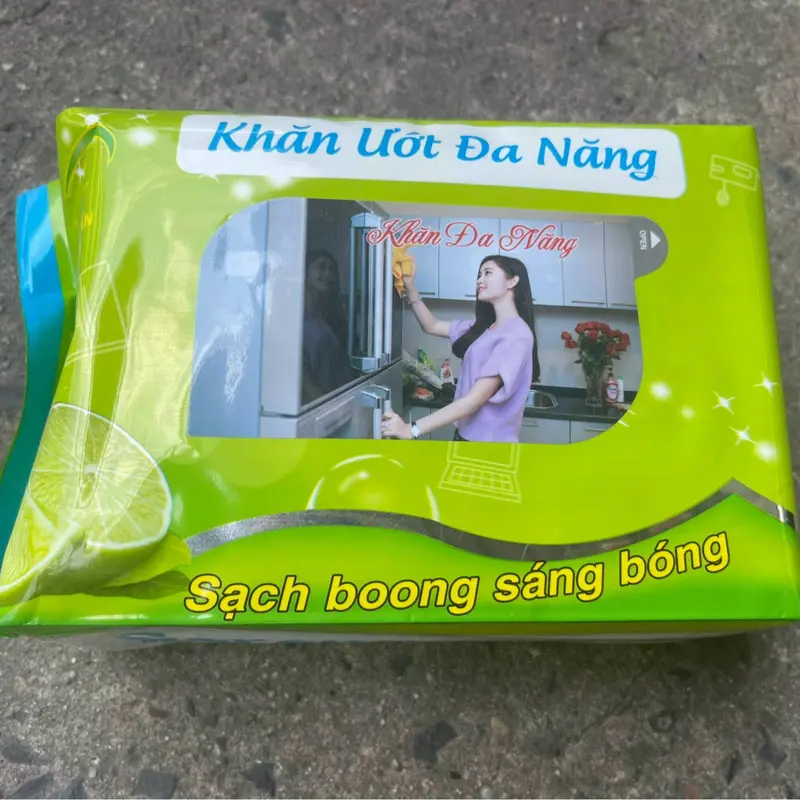 Khăn Ướt Đa Năng
Khăn Đa Năng
OPEN
Sạch boong sáng bóng